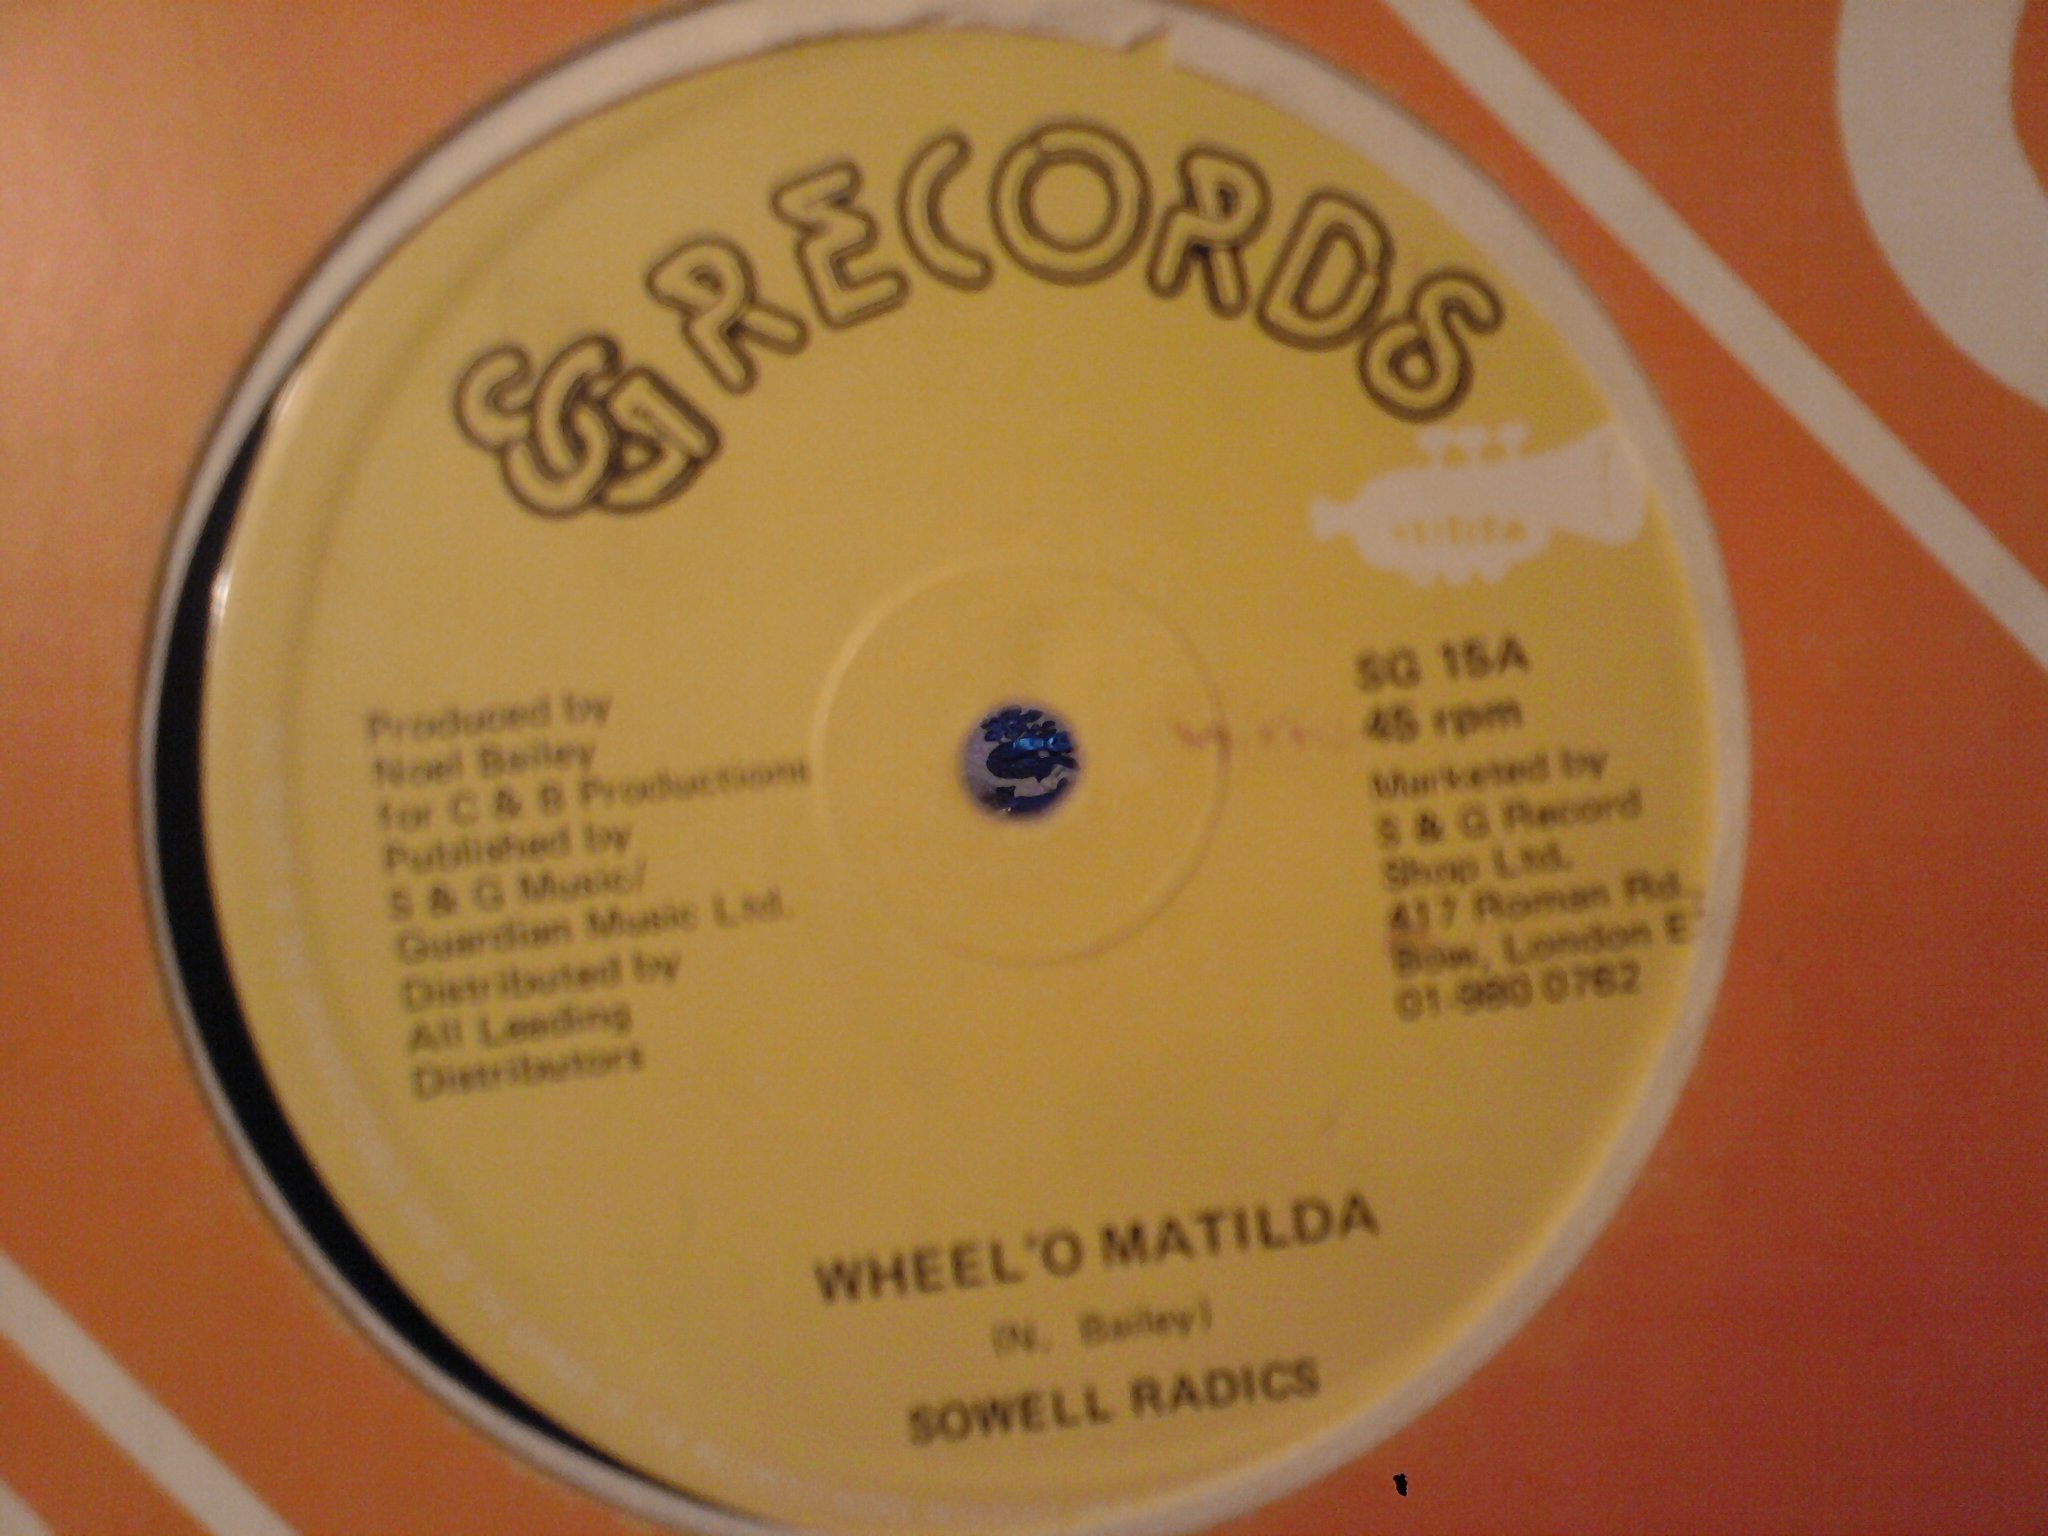 SG RECORDS
SG 15A
45 rpm
Marketed by
S & G Record
Shop Ltd.
417 Roman Rd.,
Bow, London
01-980 0762
Produced by
Noel Bailey
for C & B Productions
Published by
S & G Music/
Guardian Music Ltd.
Distributed by
All Leading
Distributors
WHEEL'O MATILDA
(N. Bailey)
SOWELL RADICS